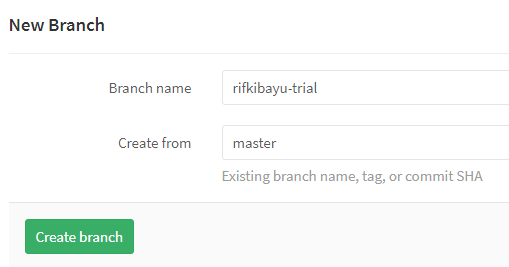 New Branch
Branch name rifkibayu-trial
Create from master
Existing branch name, tag, or commit SHA
Create branch